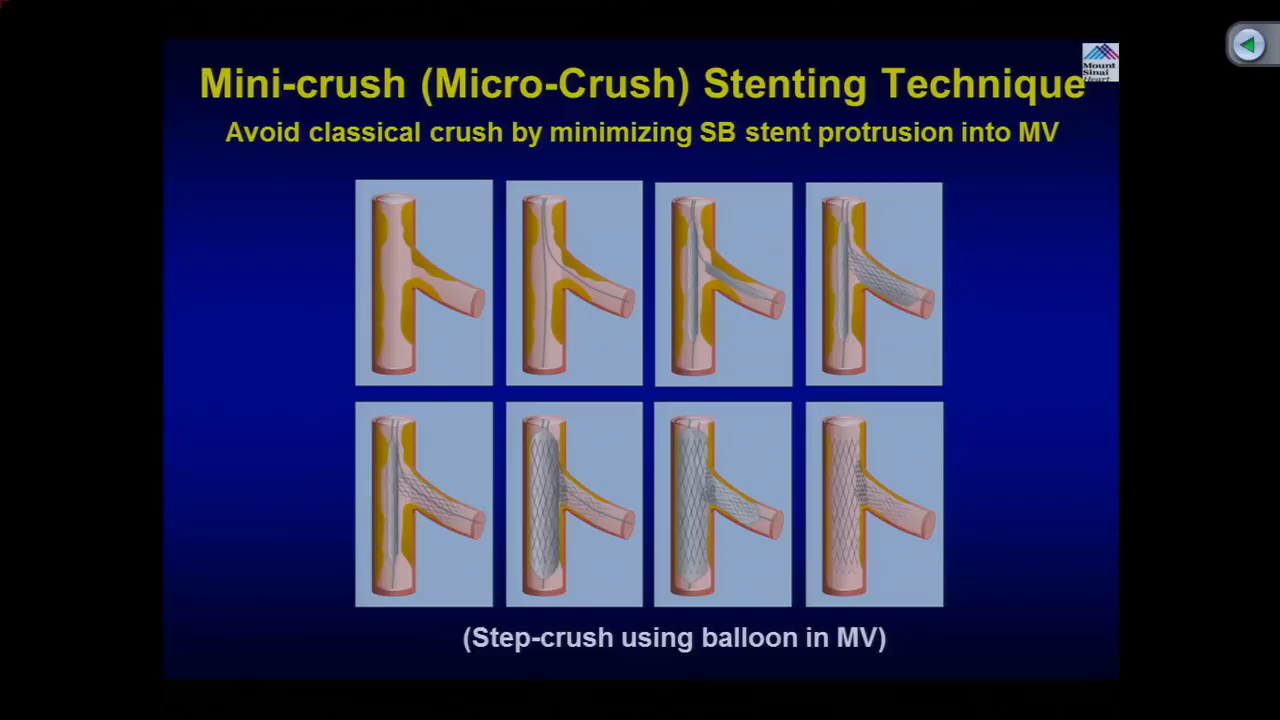 Mini-crush (Micro-Crush) Stenting Technique
Mount
Sinai
Heart
Avoid classical crush by minimizing SB stent protrusion into MV
(Step-crush using balloon in MV)